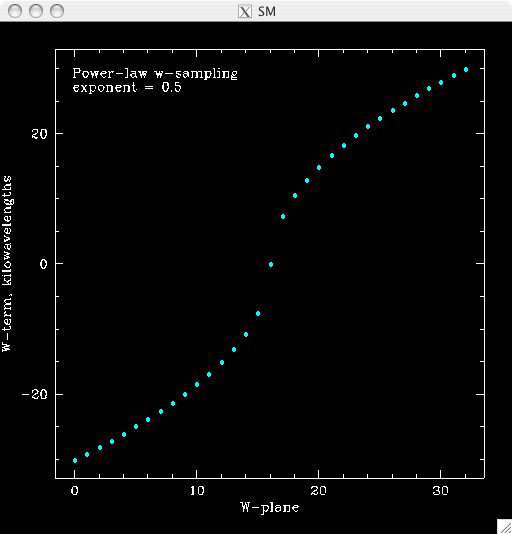 SM
Power-law w-sampling
exponent = 0.5
W-term, kilowavelengths
20
0
-20
0 10 20 30
W-plane